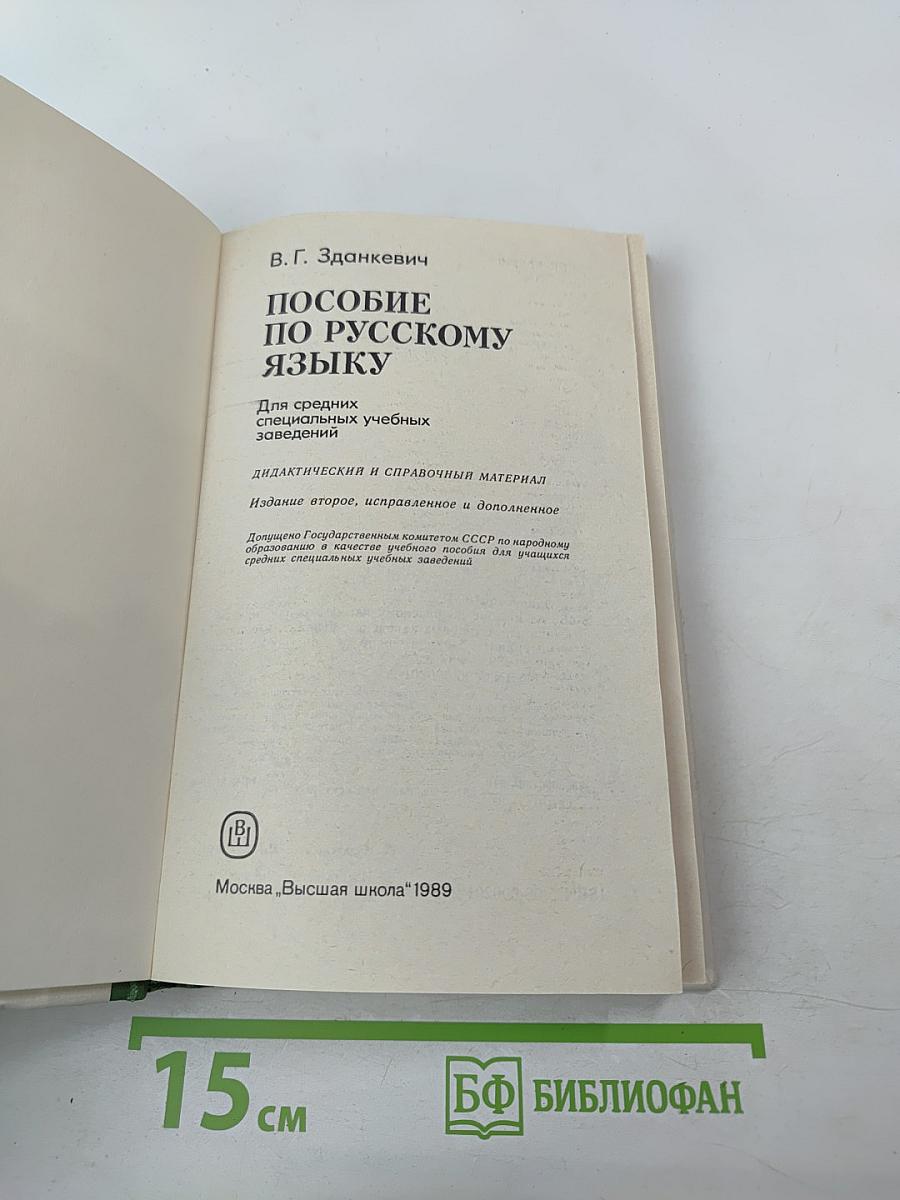 В. Г. Зданкевич
ПОСОБИЕ
ПО РУССКОМУ
ЯЗЫКУ
Для средних
специальных учебных
заведений
ДИДАКТИЧЕСКИЙ И СПРАВОЧНЫЙ МАТЕРИАЛ
Издание второе, исправленное и дополненное
Допущено Государственным комитетом СССР по народному
образованию в качестве учебного пособия для учащихся
средних специальных учебных заведений
ВШ
Москва „Высшая школа“ 1989
15 см
БФ БИБЛИОФАН